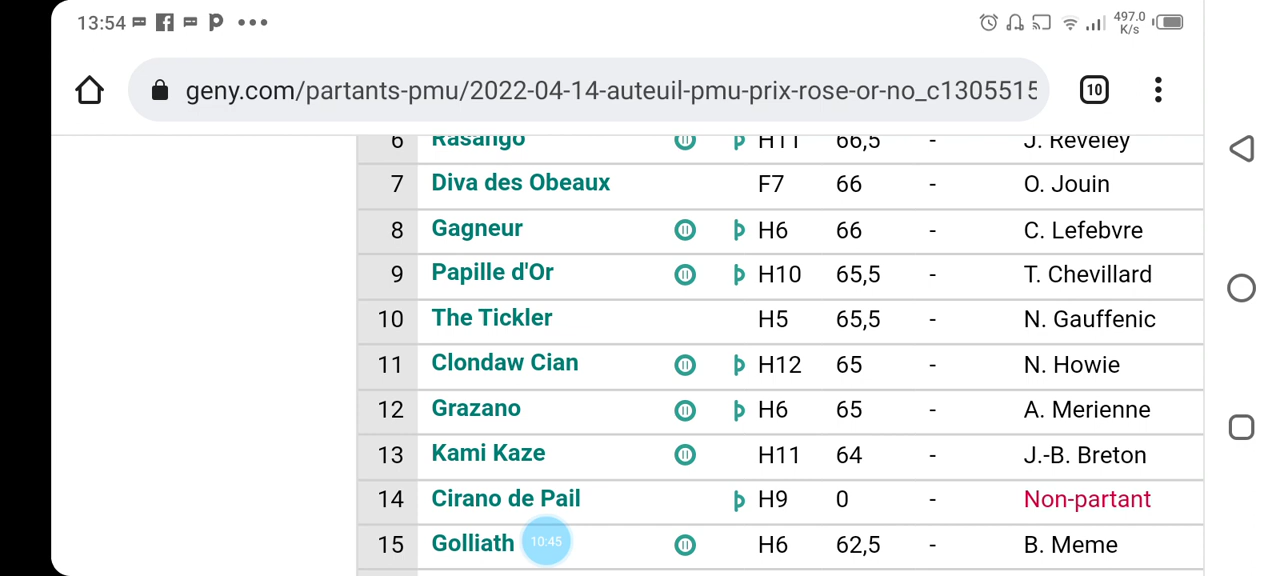 13:54 497.0 K/s
geny.com/partants-pmu/2022-04-14-auteuil-pmu-prix-rose-or-no_c1305515 10
6 Rasango H11 66,5 - J. Reveley
7 Diva des Obeaux F7 66 - O. Jouin
8 Gagneur H6 66 - C. Lefebvre
9 Papille d'Or H10 65,5 - T. Chevillard
10 The Tickler H5 65,5 - N. Gauffenic
11 Clondaw Cian H12 65 - N. Howie
12 Grazano H6 65 - A. Merienne
13 Kami Kaze H11 64 - J.-B. Breton
14 Cirano de Pail H9 0 - Non-partant
15 Golliath 10:45 H6 62,5 - B. Meme